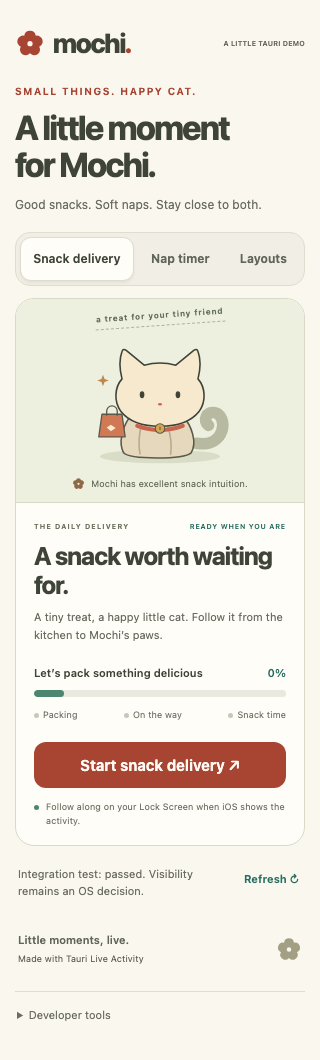 mochi.
A LITTLE TAURI DEMO
SMALL THINGS. HAPPY CAT.
A little moment
for Mochi.
Good snacks. Soft naps. Stay close to both.
Snack delivery
Nap timer
Layouts
a treat for your tiny friend
Mochi has excellent snack intuition.
THE DAILY DELIVERY
READY WHEN YOU ARE
A snack worth waiting
for.
A tiny treat, a happy little cat. Follow it from the
kitchen to Mochi's paws.
Let's pack something delicious
0%
Packing
On the way
Snack time
Start snack delivery ↗
Follow along on your Lock Screen when iOS shows the
activity.
Integration test: passed. Visibility
remains an OS decision.
Refresh ↻
Little moments, live.
Made with Tauri Live Activity
Developer tools